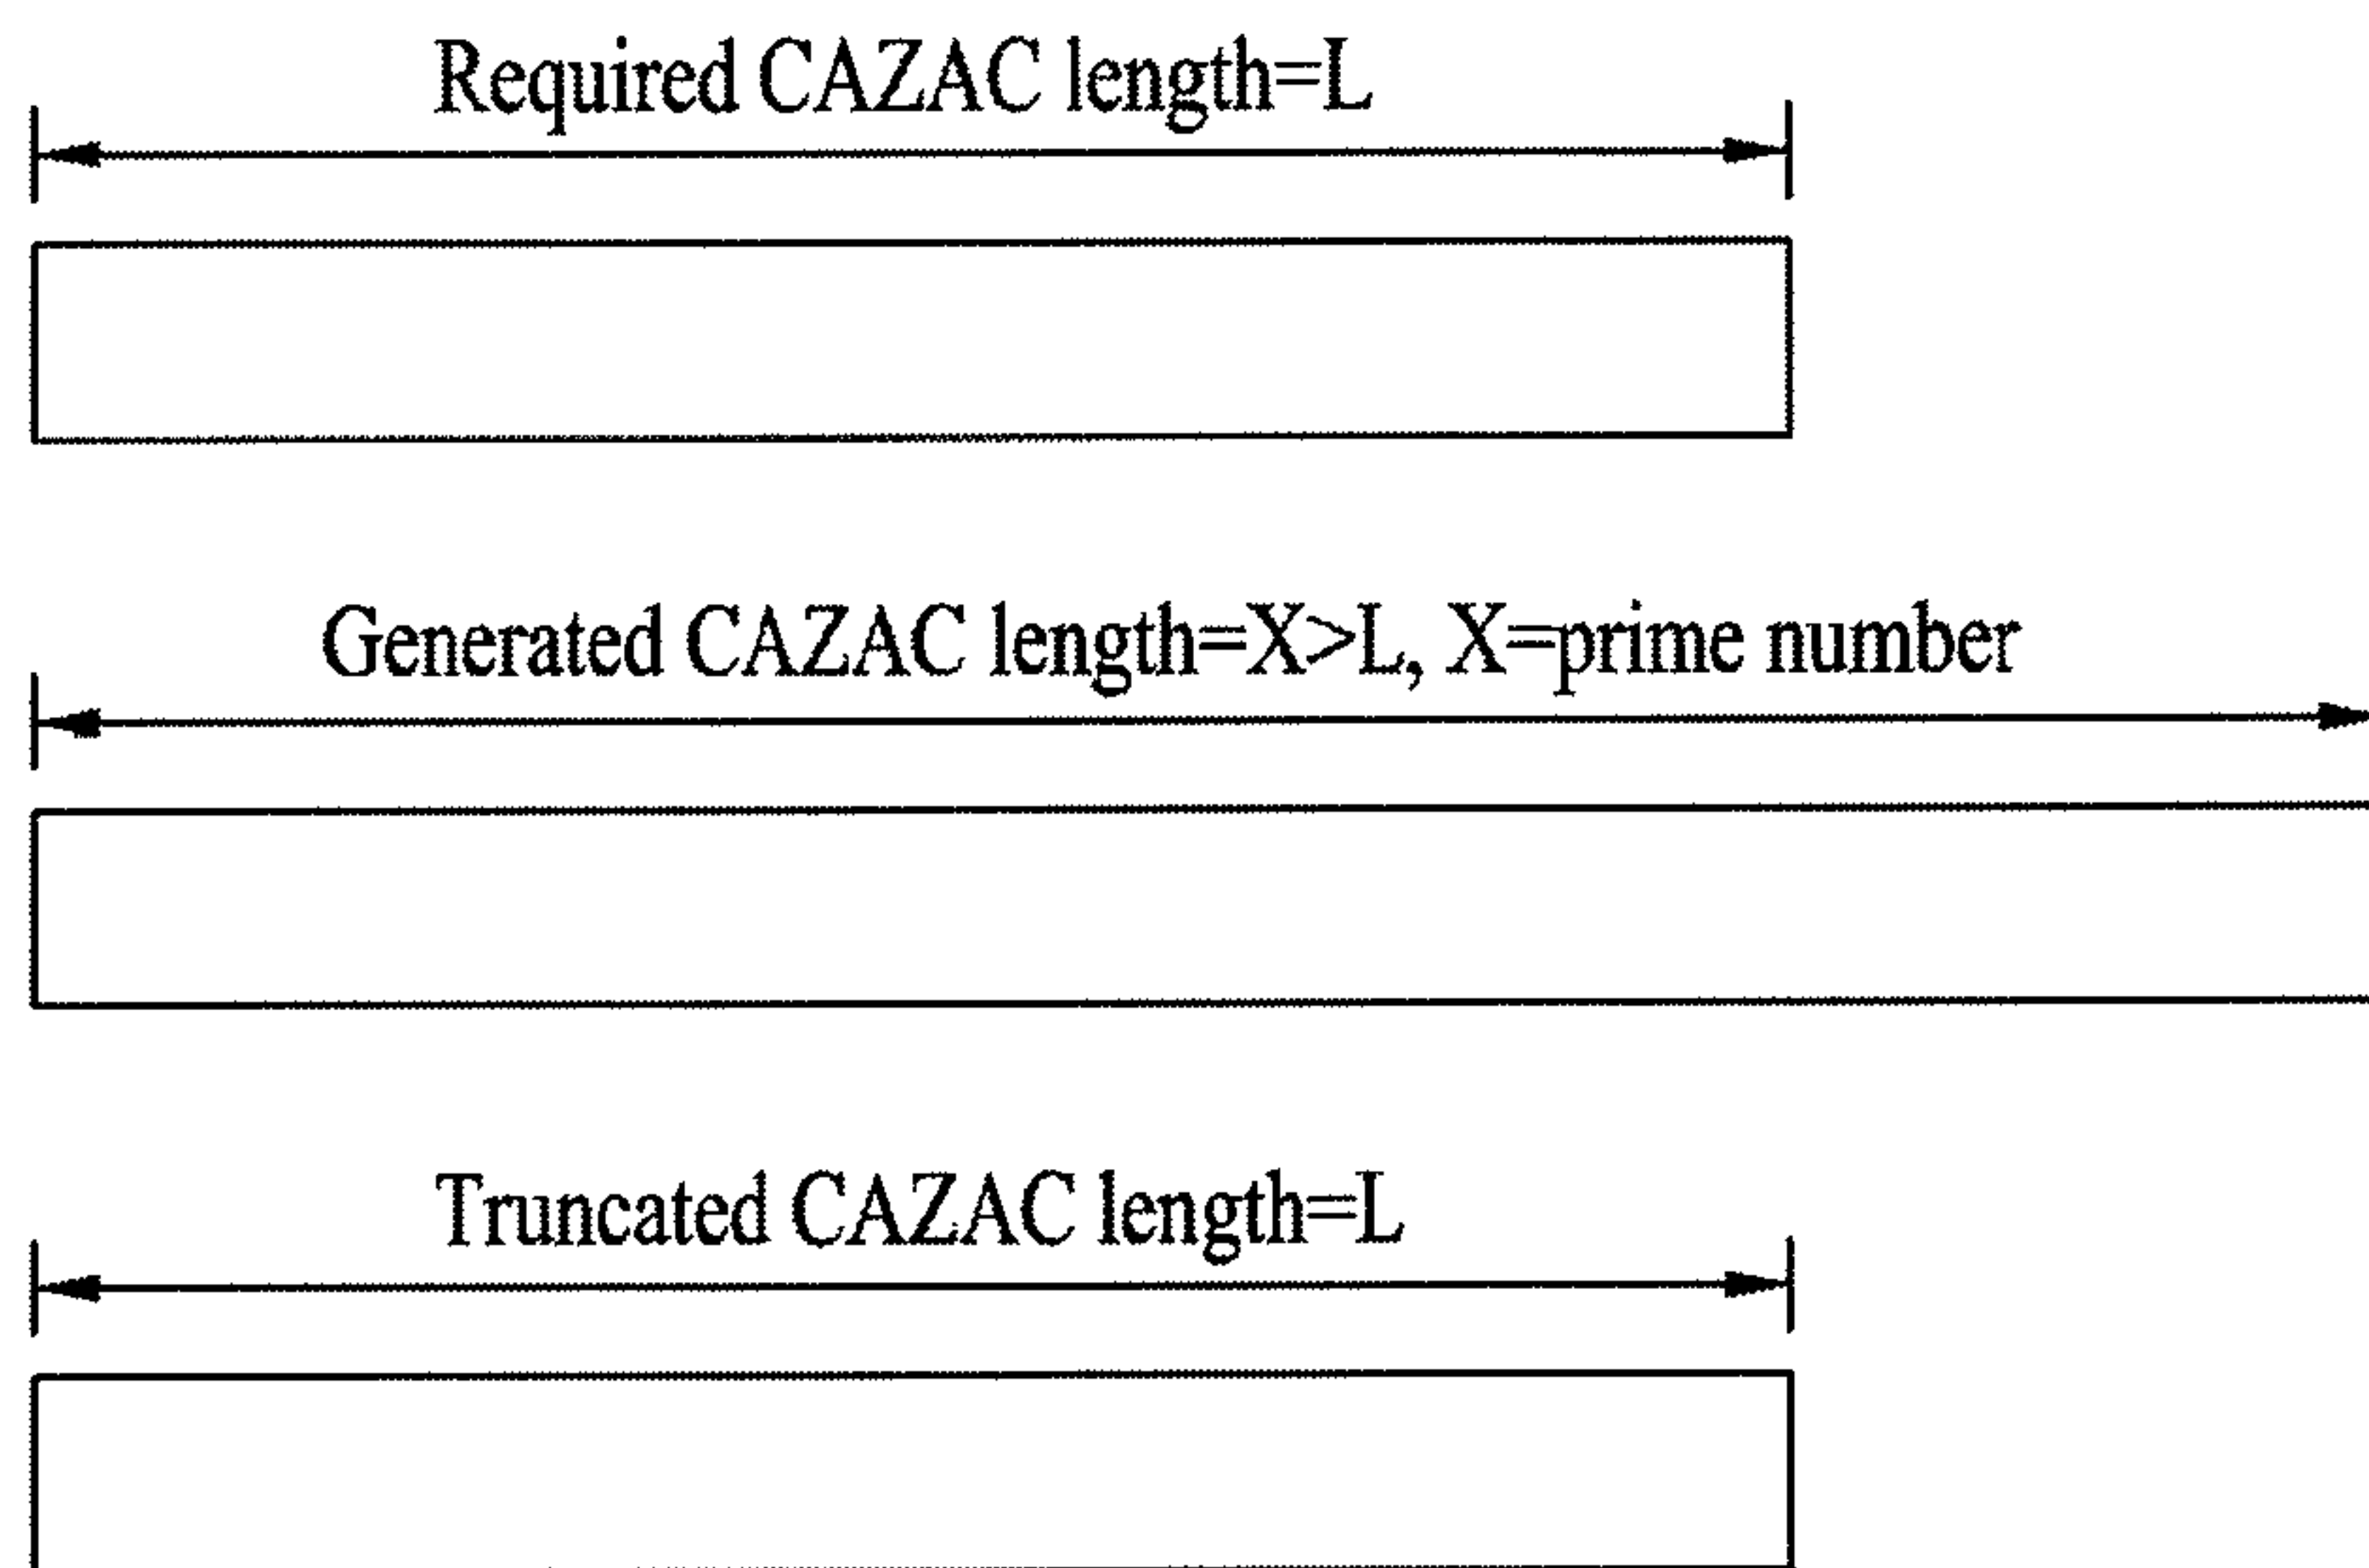 Required CAZAC length=L
Generated CAZAC length=X>L, X=prime number
Truncated CAZAC length=L